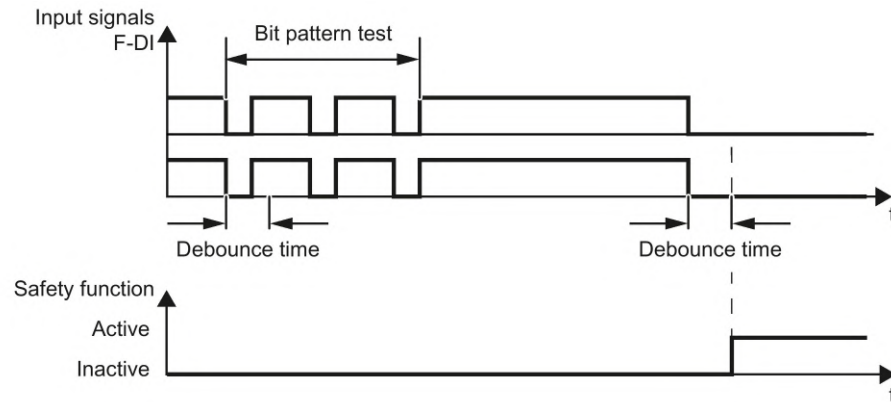 Input signals
F-DI
Bit pattern test
t
Debounce time
Debounce time
Safety function
Active
Inactive
t